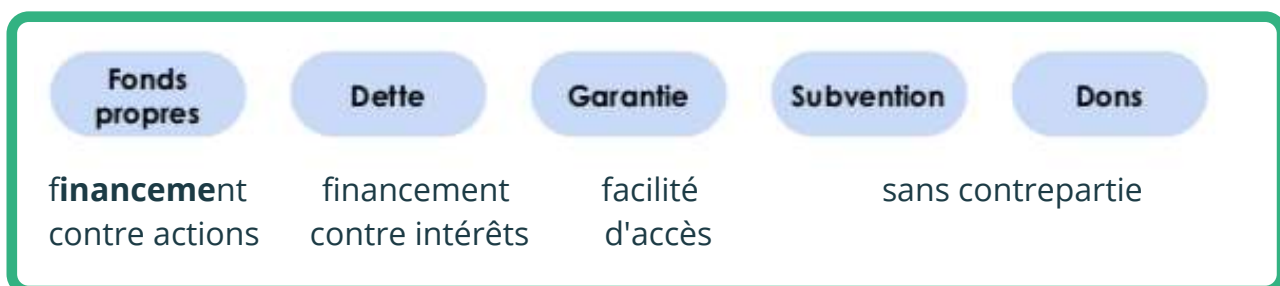 Fonds
propres
Dette
Garantie
Subvention
Dons
financement
contre actions
financement
contre intérêts
facilité
d'accès
sans contrepartie